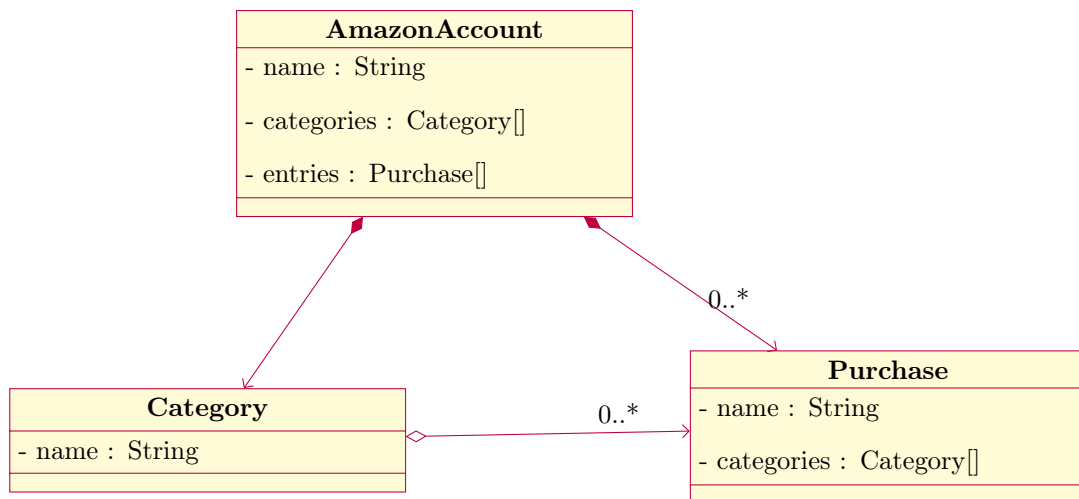 AmazonAccount
- name : String
- categories : Category[]
- entries : Purchase[]
0..*
Category
- name : String
0..*
Purchase
- name : String
- categories : Category[]